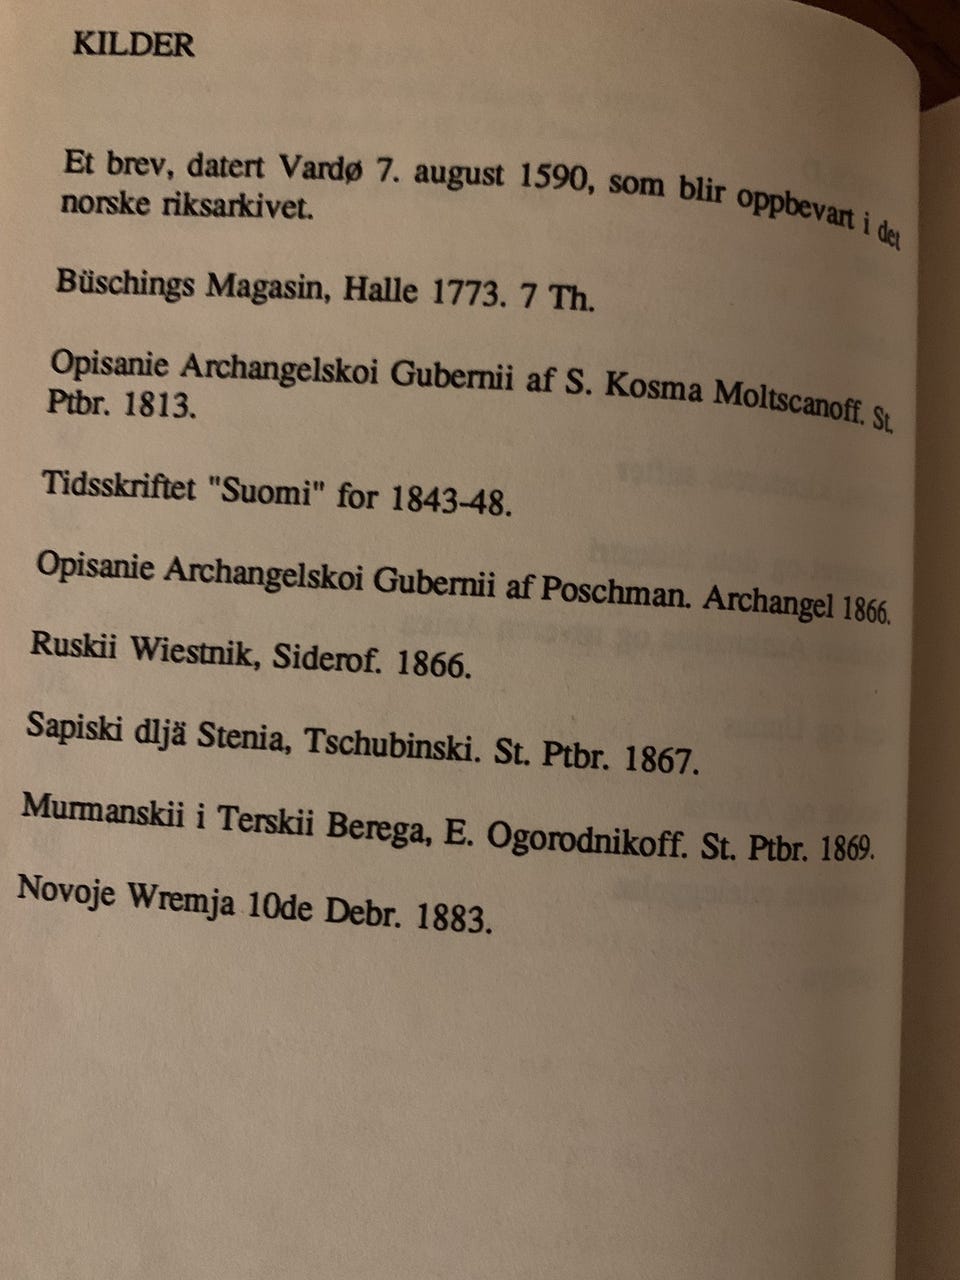 KILDER
Et brev, datert Vardø 7. august 1590, som blir oppbevart i det
norske riksarkivet.
Büschings Magasin, Halle 1773. 7 Th.
Opisanie Archangelskoi Gubernii af S. Kosma Moltscanoff. St.
Ptbr. 1813.
Tidsskriftet "Suomi" for 1843-48.
Opisanie Archangelskoi Gubernii af Poschman. Archangel 1866.
Ruskii Wiestnik, Siderof. 1866.
Sapiski dljä Stenia, Tschubinski. St. Ptbr. 1867.
Murmanskii i Terskii Berega, E. Ogorodnikoff. St. Ptbr. 1869.
Novoje Wremja 10de Debr. 1883.